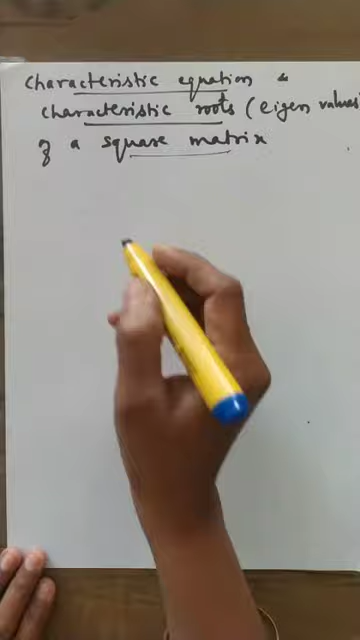 characteristic equation &
characteristic roots (eigen values
of a square matrix